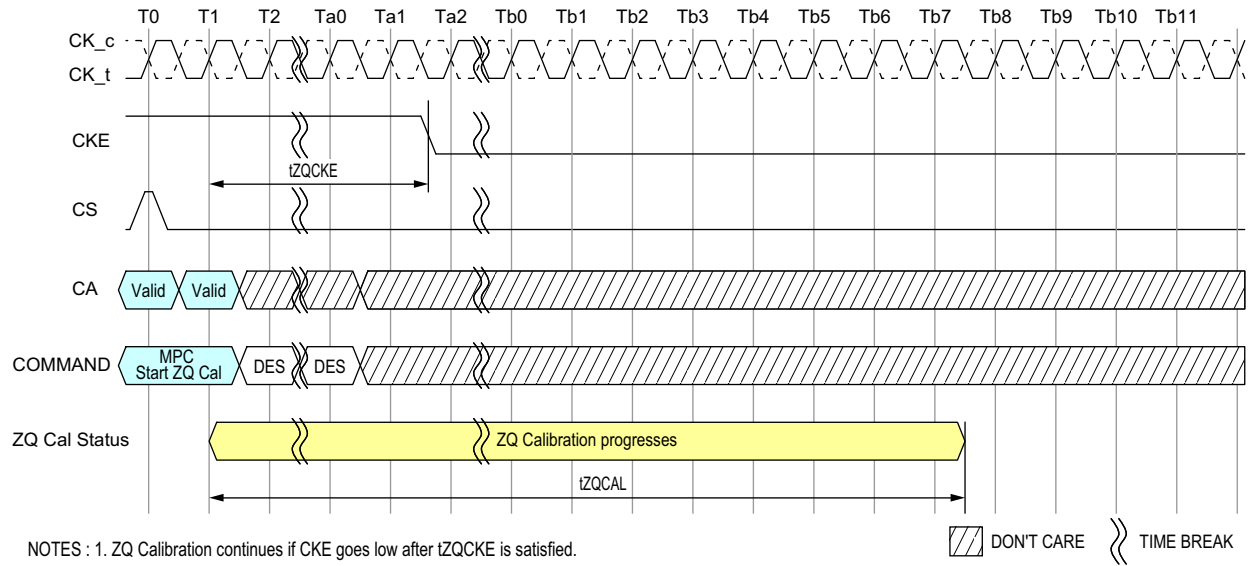 T0 T1 T2 Ta0 Ta1 Ta2 Tb0 Tb1 Tb2 Tb3 Tb4 Tb5 Tb6 Tb7 Tb8 Tb9 Tb10 Tb11
CK_c
CK_t
CKE
tZQCKE
CS
CA Valid Valid
COMMAND MPC Start ZQ Cal DES DES
ZQ Cal Status ZQ Calibration progresses
tZQCAL
NOTES : 1. ZQ Calibration continues if CKE goes low after tZQCKE is satisfied.
DON'T CARE TIME BREAK